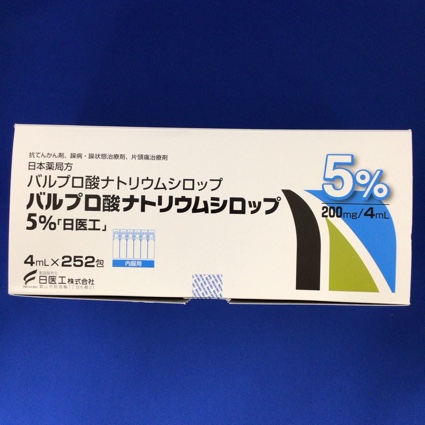 抗てんかん剤、躁病・躁状態治療剤、片頭痛治療剤
日本薬局方
バルプロ酸ナトリウムシロップ
バルプロ酸ナトリウムシロップ
5%「日医工」
5%
200mg/4mL
4mL×252包
内服用
日医工株式会社